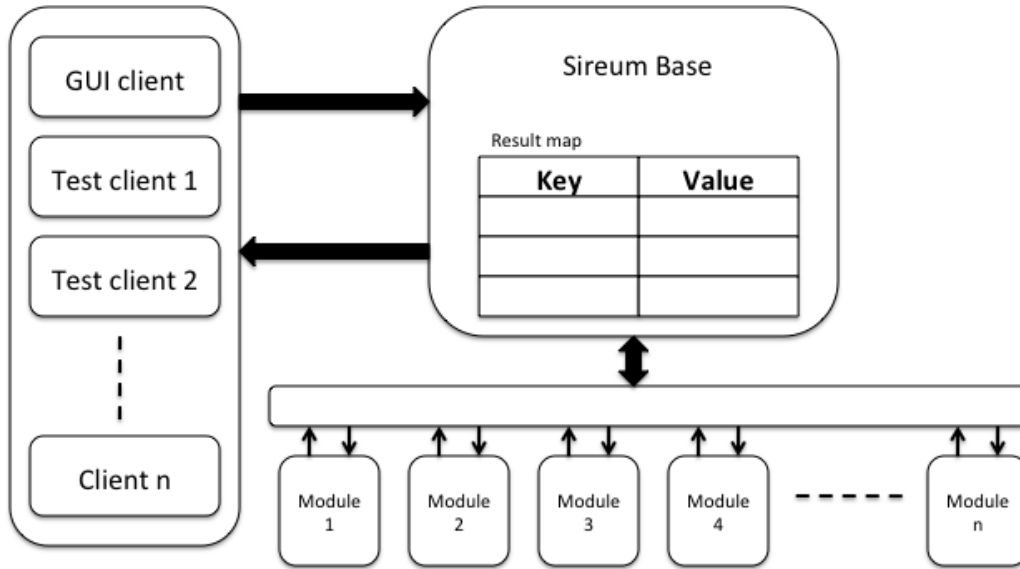 GUI client
Test client 1
Test client 2
Client n
Sireum Base
Result map
Key Value
Module
1
Module
2
Module
3
Module
4
Module
n